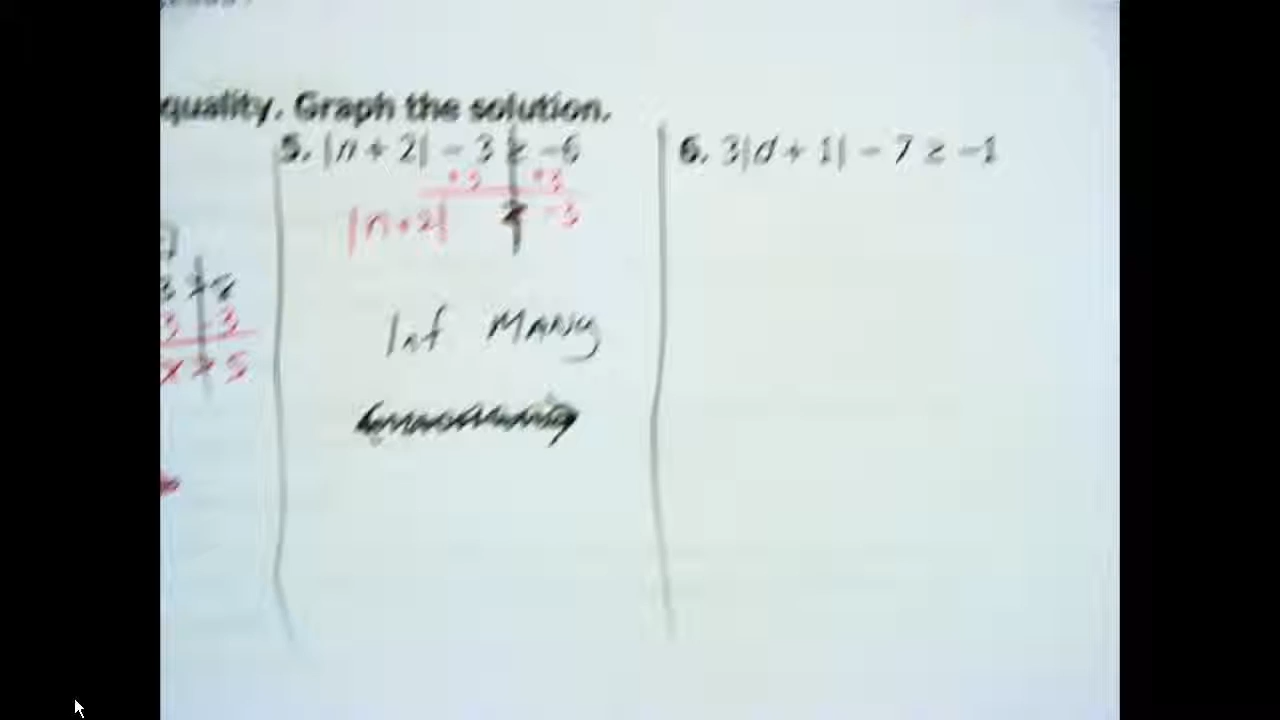 quality. Graph the solution.
5. |n + 2| - 3 ≥ -6
+3 +3
|n+2| ≥ -3
Inf MANy
3 > 8
3 -3
x > 5
6. 3|d + 1| - 7 ≥ -1